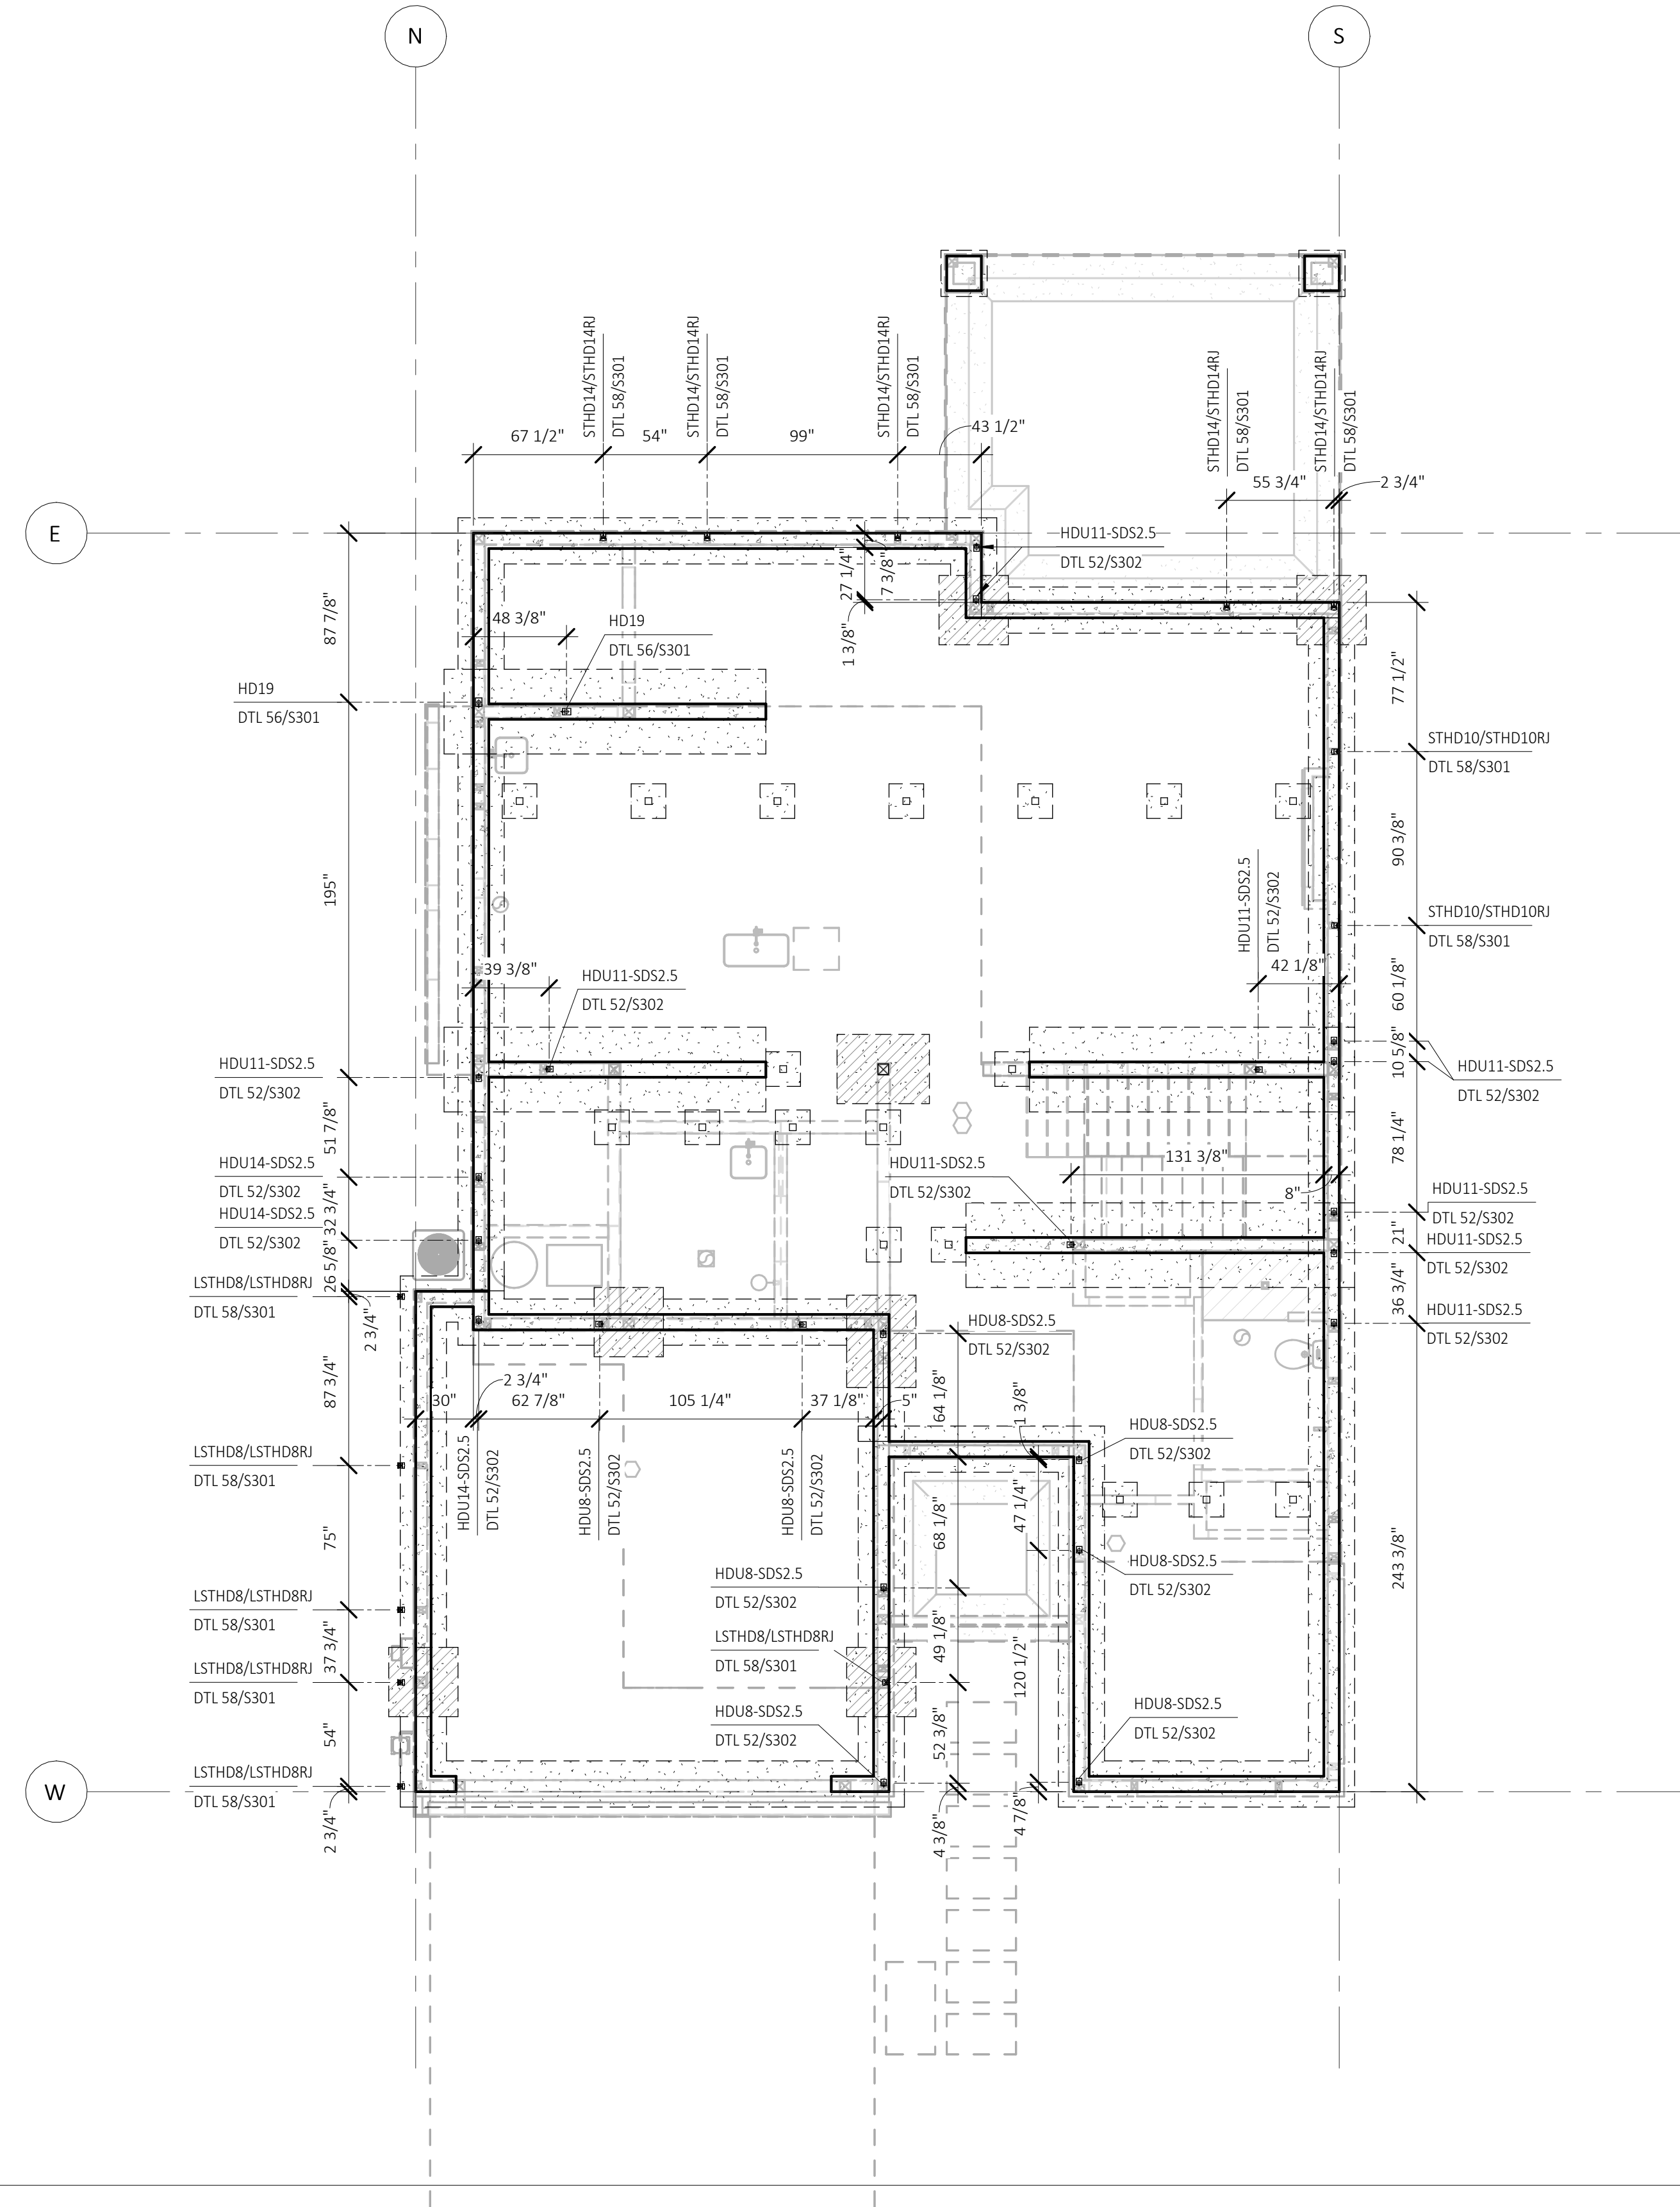 N
S
STHD14/STHD14RJ
DTL 58/S301
STHD14/STHD14RJ
DTL 58/S301
STHD14/STHD14RJ
DTL 58/S301
STHD14/STHD14RJ
DTL 58/S301
STHD14/STHD14RJ
DTL 58/S301
67 1/2"
54"
99"
43 1/2"
55 3/4"
2 3/4"
E
HDU11-SDS2.5
DTL 52/S302
27 1/4"
7 3/8"
1 3/8"
87 7/8"
48 3/8"
HD19
DTL 56/S301
HD19
DTL 56/S301
77 1/2"
STHD10/STHD10RJ
DTL 58/S301
90 3/8"
195"
HDU11-SDS2.5
DTL 52/S302
STHD10/STHD10RJ
DTL 58/S301
39 3/8"
HDU11-SDS2.5
DTL 52/S302
42 1/8"
60 1/8"
10 5/8"
HDU11-SDS2.5
DTL 52/S302
HDU11-SDS2.5
DTL 52/S302
51 7/8"
78 1/4"
HDU14-SDS2.5
DTL 52/S302
HDU11-SDS2.5
DTL 52/S302
131 3/8"
8"
HDU11-SDS2.5
DTL 52/S302
32 3/4"
HDU14-SDS2.5
DTL 52/S302
21"
HDU11-SDS2.5
DTL 52/S302
26 5/8"
LSTHD8/LSTHD8RJ
DTL 58/S301
36 3/4"
HDU11-SDS2.5
DTL 52/S302
2 3/4"
HDU8-SDS2.5
DTL 52/S302
87 3/4"
30"
2 3/4"
62 7/8"
105 1/4"
37 1/8"
5"
64 1/8"
1 3/8"
HDU8-SDS2.5
DTL 52/S302
LSTHD8/LSTHD8RJ
DTL 58/S301
HDU14-SDS2.5
DTL 52/S302
HDU8-SDS2.5
DTL 52/S302
HDU8-SDS2.5
DTL 52/S302
75"
68 1/8"
47 1/4"
243 3/8"
HDU8-SDS2.5
DTL 52/S302
HDU8-SDS2.5
DTL 52/S302
LSTHD8/LSTHD8RJ
DTL 58/S301
37 3/4"
LSTHD8/LSTHD8RJ
DTL 58/S301
49 1/8"
120 1/2"
LSTHD8/LSTHD8RJ
DTL 58/S301
HDU8-SDS2.5
DTL 52/S302
HDU8-SDS2.5
DTL 52/S302
54"
52 3/8"
LSTHD8/LSTHD8RJ
DTL 58/S301
W
2 3/4"
4 3/8"
4 7/8"